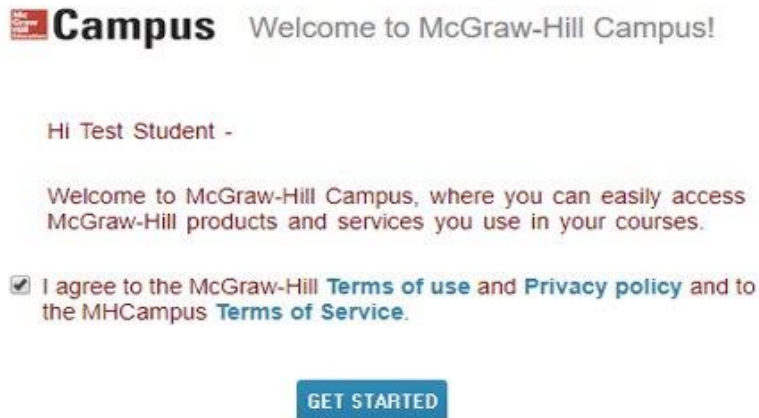 Mc
Graw
Hill
Education
Campus Welcome to McGraw-Hill Campus!
Hi Test Student -
Welcome to McGraw-Hill Campus, where you can easily access
McGraw-Hill products and services you use in your courses.
I agree to the McGraw-Hill Terms of use and Privacy policy and to
the MHCampus Terms of Service.
GET STARTED